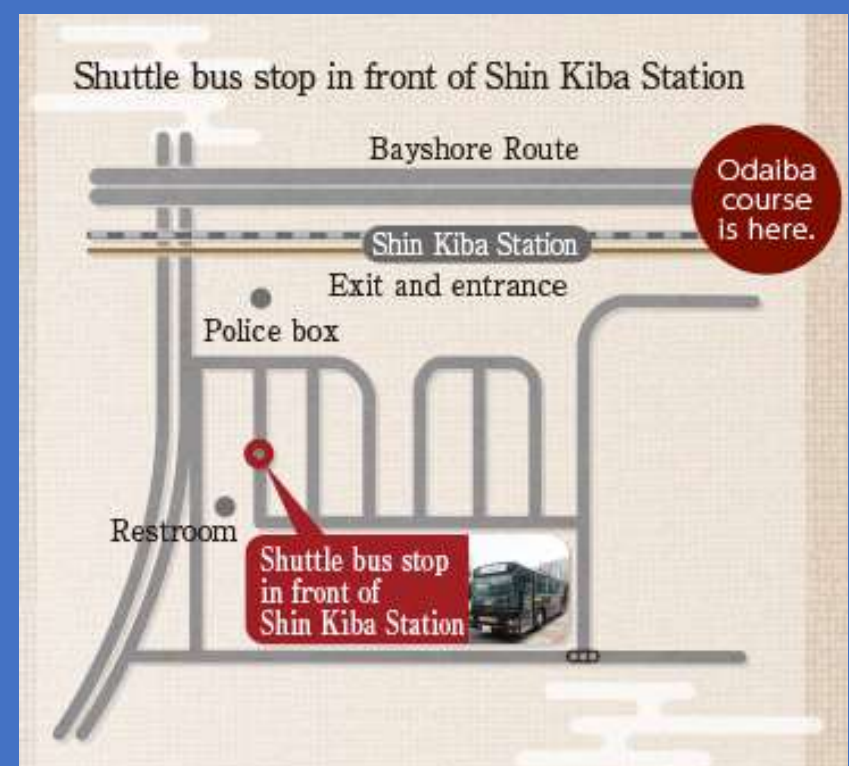 Shuttle bus stop in front of Shin Kiba Station
Bayshore Route
Odaiba
course
is here.
Shin Kiba Station
Exit and entrance
Police box
Restroom
Shuttle bus stop
in front of
Shin Kiba Station